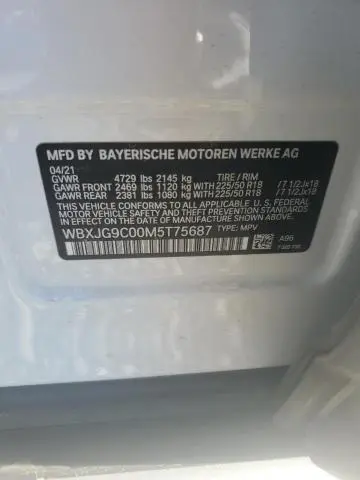 MFD BY BAYERISCHE MOTOREN WERKE AG
04/21
GVWR 4729 lbs 2145 kg TIRE / RIM
GAWR FRONT 2469 lbs 1120 kg WITH 225/50 R18 / 7 1/2Jx18
GAWR REAR 2381 lbs 1080 kg WITH 225/50 R18 / 7 1/2Jx18
THIS VEHICLE CONFORMS TO ALL APPLICABLE U.S. FEDERAL
MOTOR VEHICLE SAFETY, BUMPER, AND THEFT PREVENTION
STANDARDS IN EFFECT ON THE DATE OF MANUFACTURE SHOWN ABOVE.
WBXJG9C00M5T75687 TYPE: MPV
A96